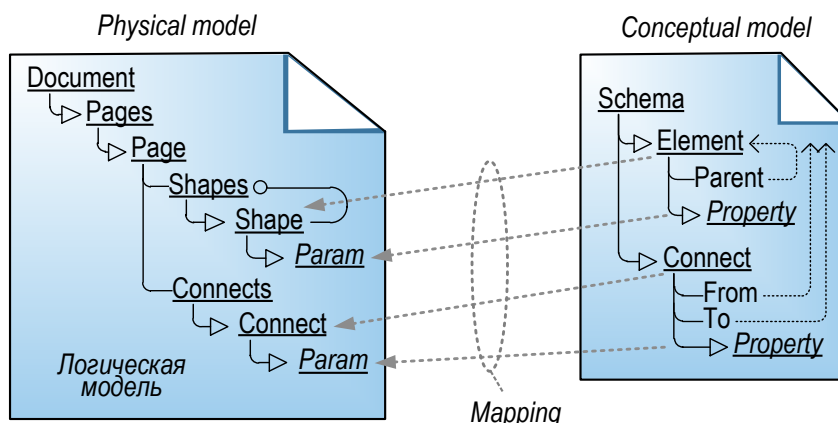 Physical model
Document
Pages
Page
Shapes
Shape
Param
Connects
Connect
Param
Логическая
модель
Conceptual model
Schema
Element
Parent
Property
Connect
From
To
Property
Mapping